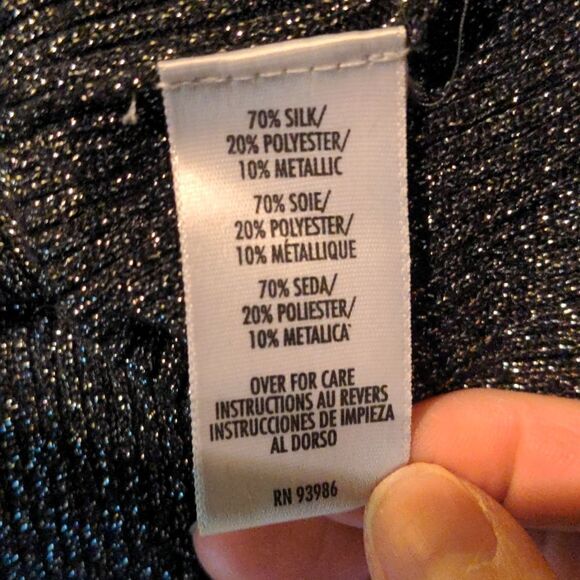 70% SILK/
20% POLYESTER/
10% METALLIC
70% SOIE/
20% POLYESTER/
10% MÉTALLIQUE
70% SEDA/
20% POLIESTER/
10% METALICA
OVER FOR CARE
INSTRUCTIONS AU REVERS
INSTRUCCIONES DE IMPIEZA
AL DORSO
RN 93986